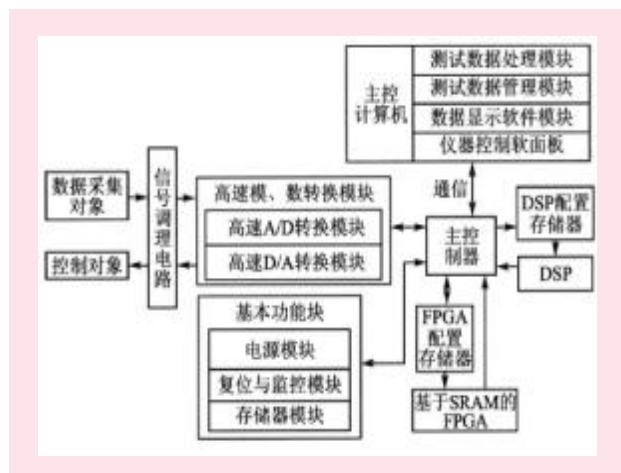 主控
计算机
测试数据处理模块
测试数据管理模块
数据显示软件模块
仪器控制软面板
通信
数据采集
对象
控制对象
信号调理电路
高速模、数转换模块
高速A/D转换模块
高速D/A转换模块
主控
制器
DSP配置
存储器
DSP
基本功能块
电源模块
复位与监控模块
存储器模块
FPGA
配置
存储器
基于SRAM的
FPGA